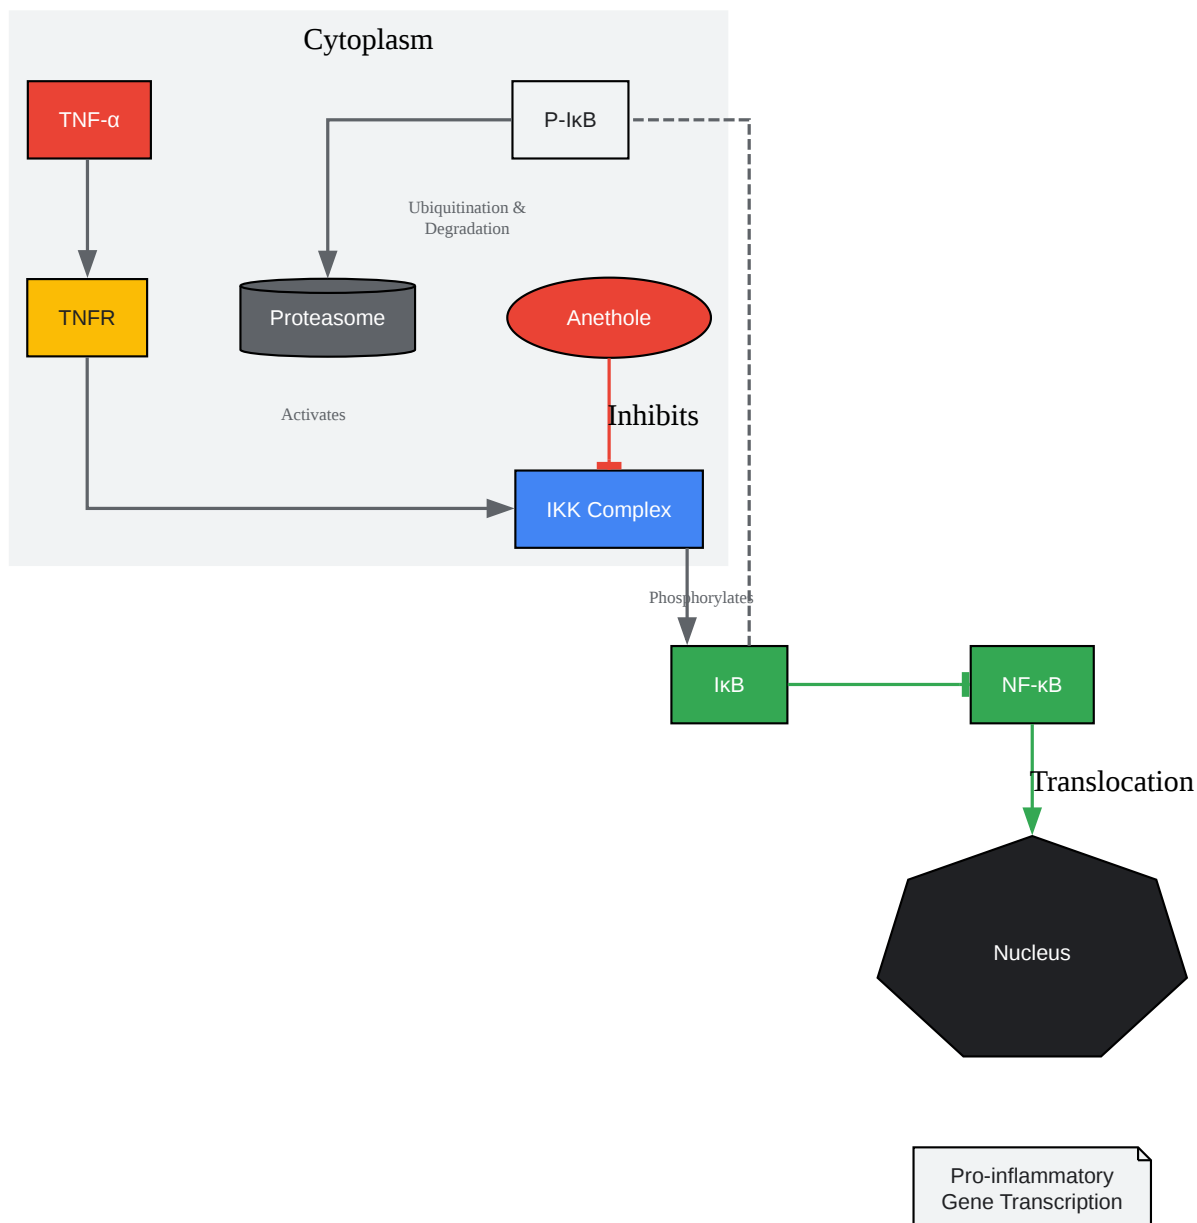 Cytoplasm
TNF-α
P-IκB
Ubiquitination &
Degradation
TNFR
Proteasome
Anethole
Activates
Inhibits
IKK Complex
Phosphorylates
IκB
NF-κB
Translocation
Nucleus
Pro-inflammatory
Gene Transcription